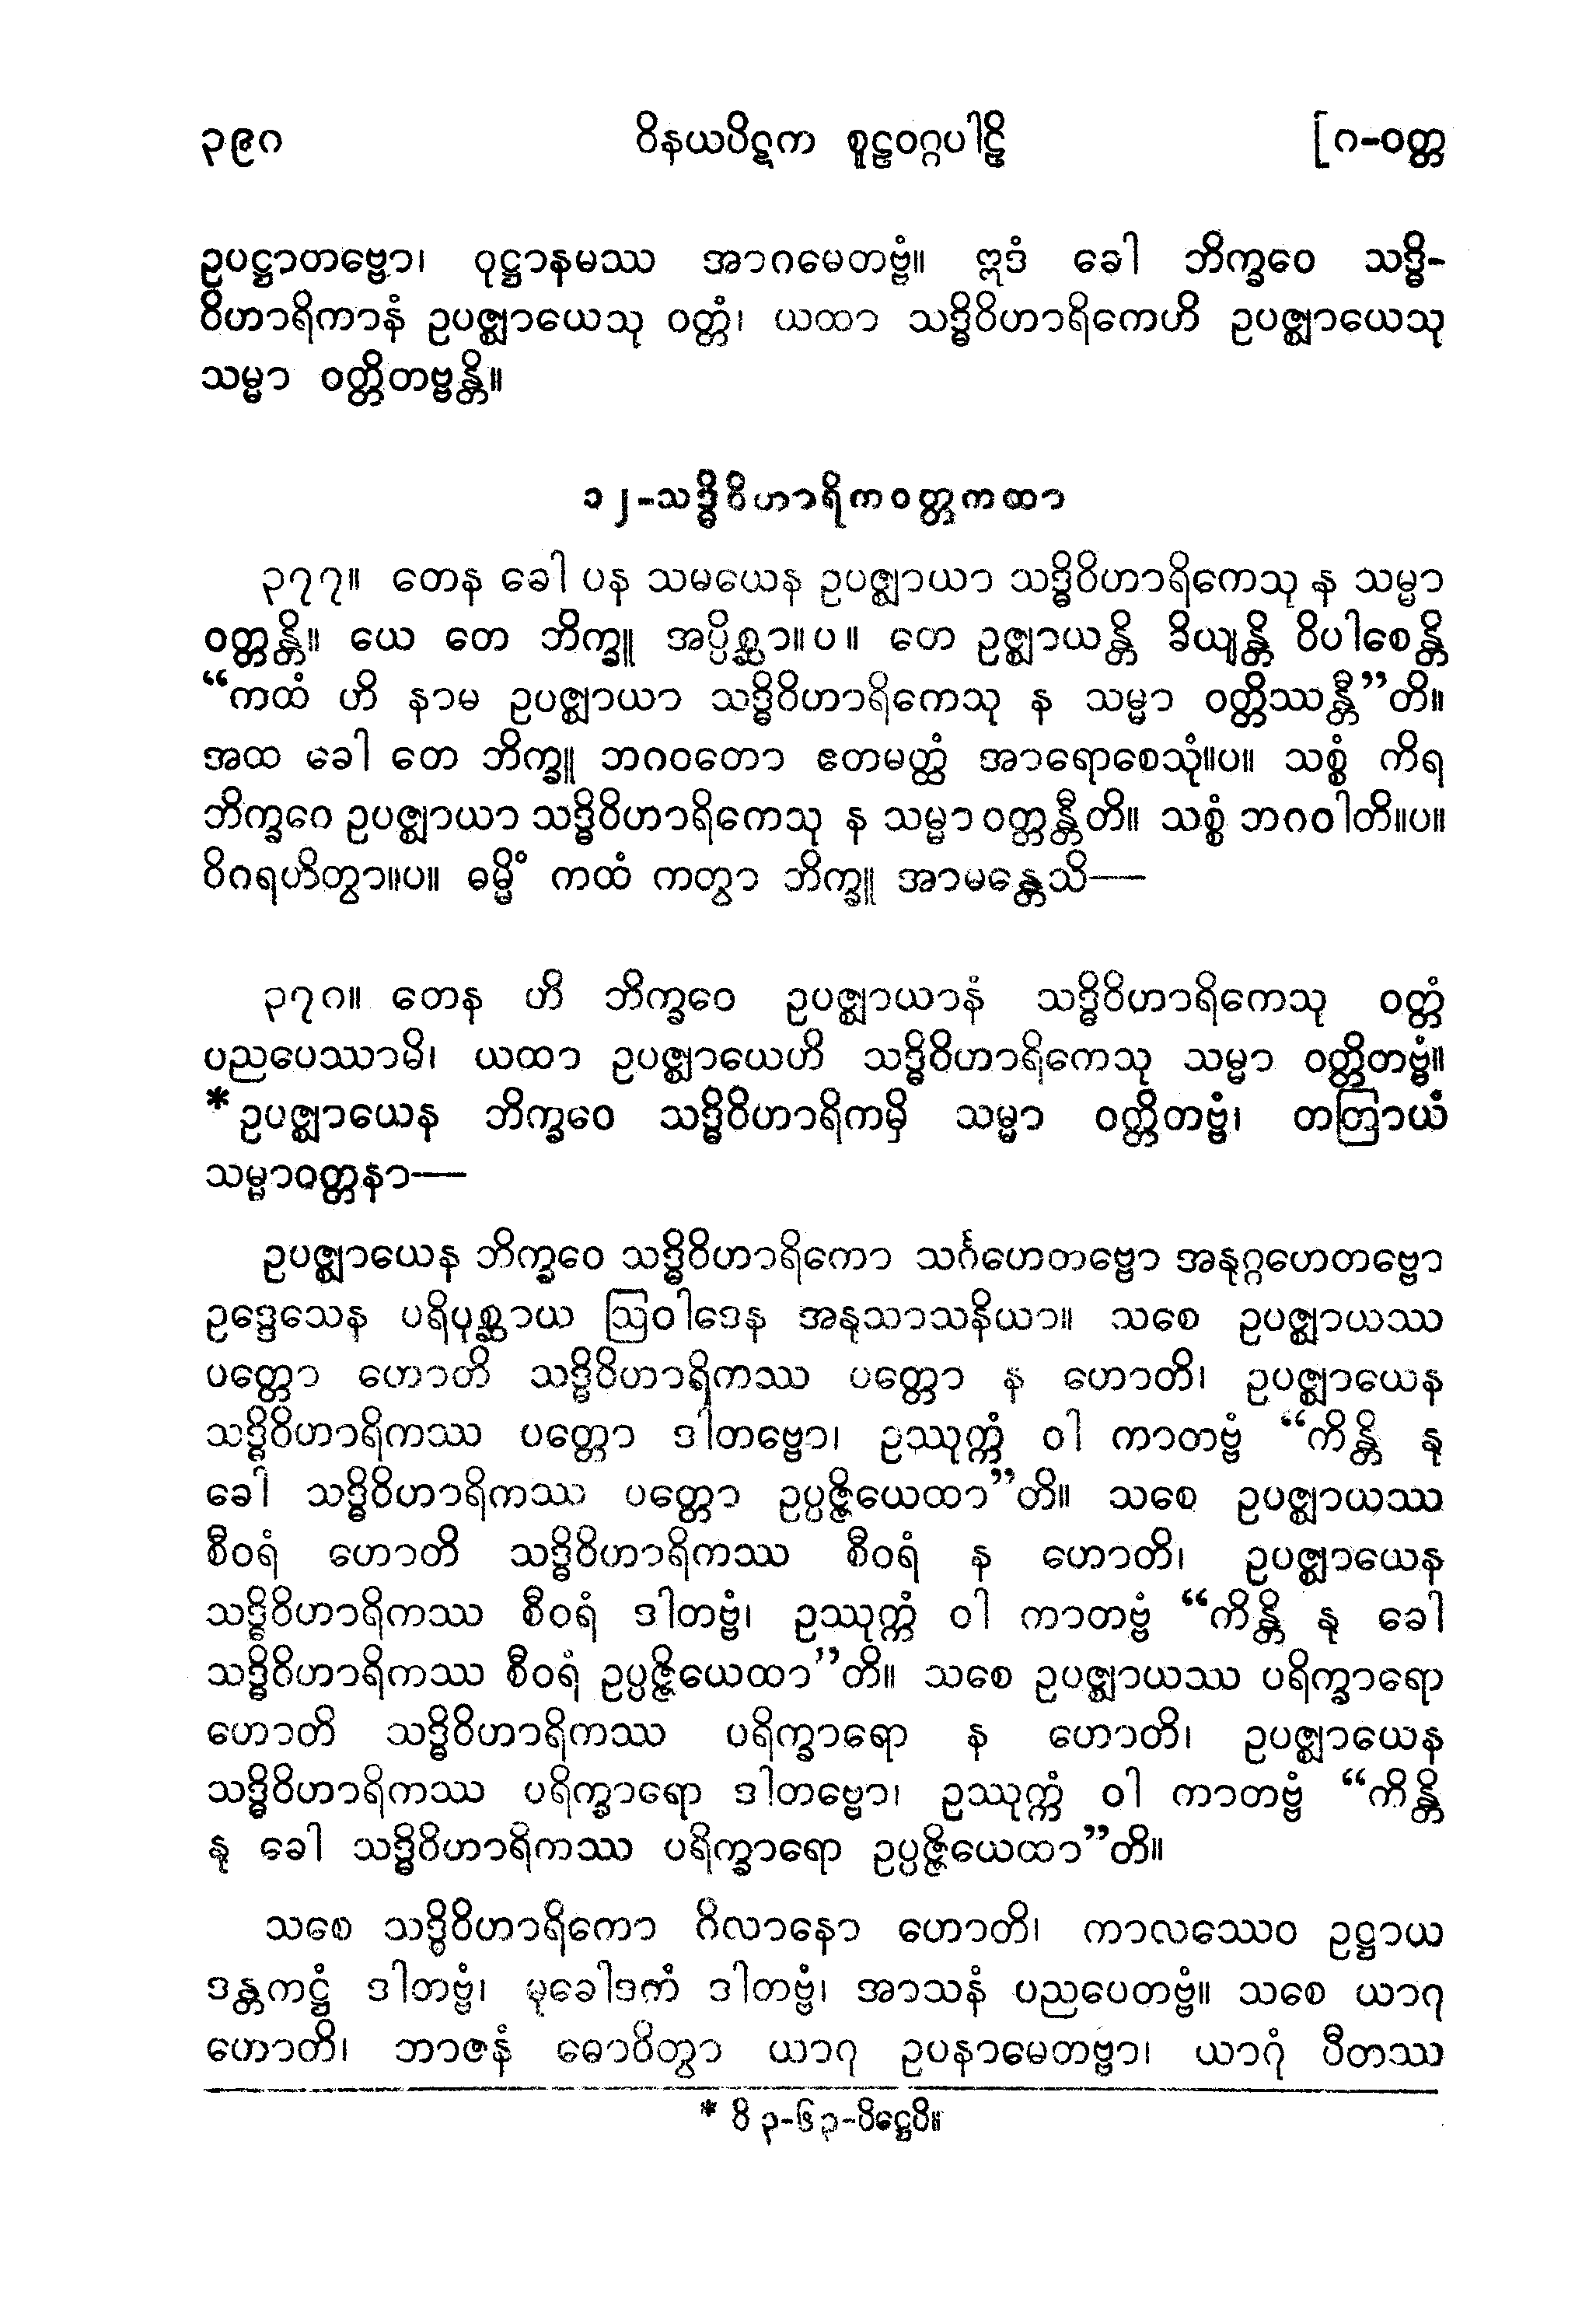 ၃၉၈ ဝိနယပိဋက စူဠဝဂ္ဂပါဠိ [၈-ဝတ္တ
ဥပဋ္ဌာတဗ္ဗော၊ ဝုဋ္ဌာနမဿ အာဂမေတဗ္ဗံ။ ဣဒံ ခေါ ဘိက္ခဝေ သဒ္ဓိ-
ဝိဟာရိကာနံ ဥပဇ္ဈာယေသု ဝတ္တံ၊ ယထာ သဒ္ဓိဝိဟာရိကေဟိ ဥပဇ္ဈာယေသု
သမ္မာ ဝတ္တိတဗ္ဗန္တိ။
၁၂-သဒ္ဓိဝိဟာရိကဝတ္တကထာ
၃၇၇။ တေန ခေါ ပန သမယေန ဥပဇ္ဈာယာ သဒ္ဓိဝိဟာရိကေသု န သမ္မာ
ဝတ္တန္တိ။ ယေ တေ ဘိက္ခူ အပ္ပိစ္ဆာ။ပ။ တေ ဥဇ္ဈာယန္တိ ခိယျန္တိ ဝိပါစေန္တိ
“ကထံ ဟိ နာမ ဥပဇ္ဈာယာ သဒ္ဓိဝိဟာရိကေသု န သမ္မာ ဝတ္တိဿန္တီ”တိ။
အထ ခေါ တေ ဘိက္ခူ ဘဂဝတော ဧတမတ္ထံ အာရောစေသုံ။ပ။ သစ္စံ ကိရ
ဘိက္ခဝေ ဥပဇ္ဈာယာ သဒ္ဓိဝိဟာရိကေသု န သမ္မာ ဝတ္တန္တီတိ။ သစ္စံ ဘဂဝါတိ။ပ။
ဝိဂရဟိတွာ။ပ။ ဓမ္မိံ ကထံ ကတွာ ဘိက္ခူ အာမန္တေသိ—
၃၇၈။ တေန ဟိ ဘိက္ခဝေ ဥပဇ္ဈာယာနံ သဒ္ဓိဝိဟာရိကေသု ဝတ္တံ
ပညပေဿာမိ၊ ယထာ ဥပဇ္ဈာယေဟိ သဒ္ဓိဝိဟာရိကေသု သမ္မာ ဝတ္တိတဗ္ဗံ။
*ဥပဇ္ဈာယေန ဘိက္ခဝေ သဒ္ဓိဝိဟာရိကမှိ သမ္မာ ဝတ္တိတဗ္ဗံ၊ တတြာယံ
သမ္မာဝတ္တနာ—
ဥပဇ္ဈာယေန ဘိက္ခဝေ သဒ္ဓိဝိဟာရိကော သင်္ဂဟေတဗ္ဗော အနုဂ္ဂဟေတဗ္ဗော
ဥဒ္ဒေသေန ပရိပုစ္ဆာယ ဩဝါဒေန အနုသာသနိယာ။ သစေ ဥပဇ္ဈာယဿ
ပတ္တော ဟောတိ သဒ္ဓိဝိဟာရိကဿ ပတ္တော န ဟောတိ၊ ဥပဇ္ဈာယေန
သဒ္ဓိဝိဟာရိကဿ ပတ္တော ဒါတဗ္ဗော၊ ဥဿုက္ကံ ဝါ ကာတဗ္ဗံ “ကိန္တိ နု
ခေါ သဒ္ဓိဝိဟာရိကဿ ပတ္တော ဥပ္ပဇ္ဇိယေထာ”တိ။ သစေ ဥပဇ္ဈာယဿ
စီဝရံ ဟောတိ သဒ္ဓိဝိဟာရိကဿ စီဝရံ န ဟောတိ၊ ဥပဇ္ဈာယေန
သဒ္ဓိဝိဟာရိကဿ စီဝရံ ဒါတဗ္ဗံ၊ ဥဿုက္ကံ ဝါ ကာတဗ္ဗံ “ကိန္တိ နု ခေါ
သဒ္ဓိဝိဟာရိကဿ စီဝရံ ဥပ္ပဇ္ဇိယေထာ”တိ။ သစေ ဥပဇ္ဈာယဿ ပရိက္ခာရော
ဟောတိ သဒ္ဓိဝိဟာရိကဿ ပရိက္ခာရော န ဟောတိ၊ ဥပဇ္ဈာယေန
သဒ္ဓိဝိဟာရိကဿ ပရိက္ခာရော ဒါတဗ္ဗော၊ ဥဿုက္ကံ ဝါ ကာတဗ္ဗံ “ကိန္တိ
နု ခေါ သဒ္ဓိဝိဟာရိကဿ ပရိက္ခာရော ဥပ္ပဇ္ဇိယေထာ”တိ။
သစေ သဒ္ဓိဝိဟာရိကော ဂိလာနော ဟောတိ၊ ကာလဿေဝ ဥဋ္ဌာယ
ဒန္တကဋ္ဌံ ဒါတဗ္ဗံ၊ မုခေါဒကံ ဒါတဗ္ဗံ၊ အာသနံ ပညပေတဗ္ဗံ။ သစေ ယာဂု
ဟောတိ၊ ဘာဇနံ ဓောဝိတွာ ယာဂု ဥပနာမေတဗ္ဗာ၊ ယာဂုံ ပီတဿ
* ဝိ ၃-၆၃-ပိဋ္ဌေပိ။